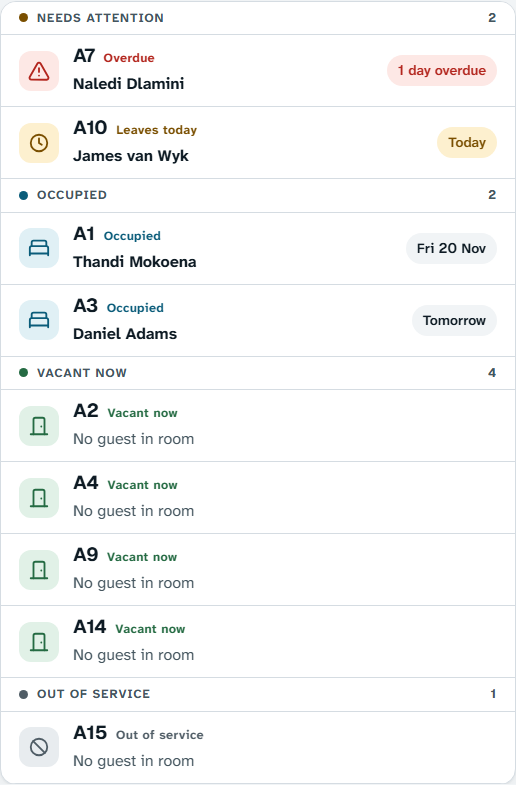 NEEDS ATTENTION 2
A7 Overdue
Naledi Dlamini
1 day overdue
A10 Leaves today
James van Wyk
Today
OCCUPIED 2
A1 Occupied
Thandi Mokoena
Fri 20 Nov
A3 Occupied
Daniel Adams
Tomorrow
VACANT NOW 4
A2 Vacant now
No guest in room
A4 Vacant now
No guest in room
A9 Vacant now
No guest in room
A14 Vacant now
No guest in room
OUT OF SERVICE 1
A15 Out of service
No guest in room